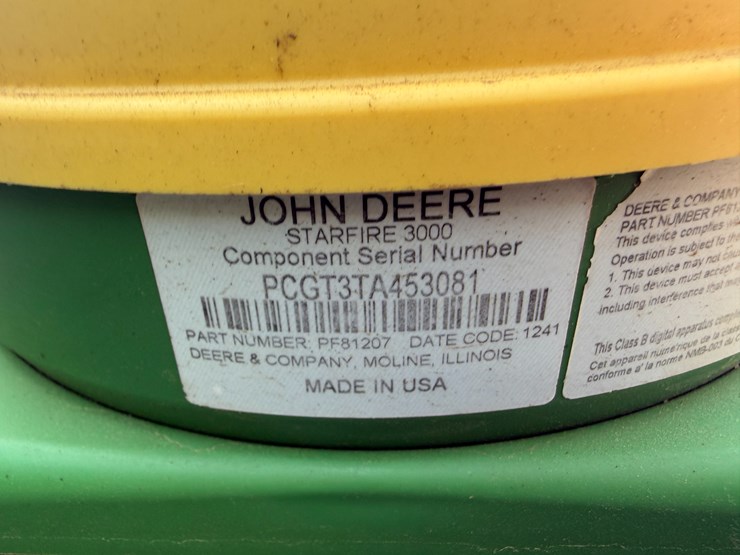 JOHN DEERE
STARFIRE 3000
Component Serial Number
PCGT3TA453081
PART NUMBER: PF81207 DATE CODE: 1241
DEERE & COMPANY, MOLINE, ILLINOIS
MADE IN USA
DEERE & COMPANY
PART NUMBER PF81
This device complies
Operation is subject to
1. This device may not
2. This device must accept
including interference that
This Class B digital apparatus
Cet appareil numérique de la
conforme a' la norme NMB-003 du